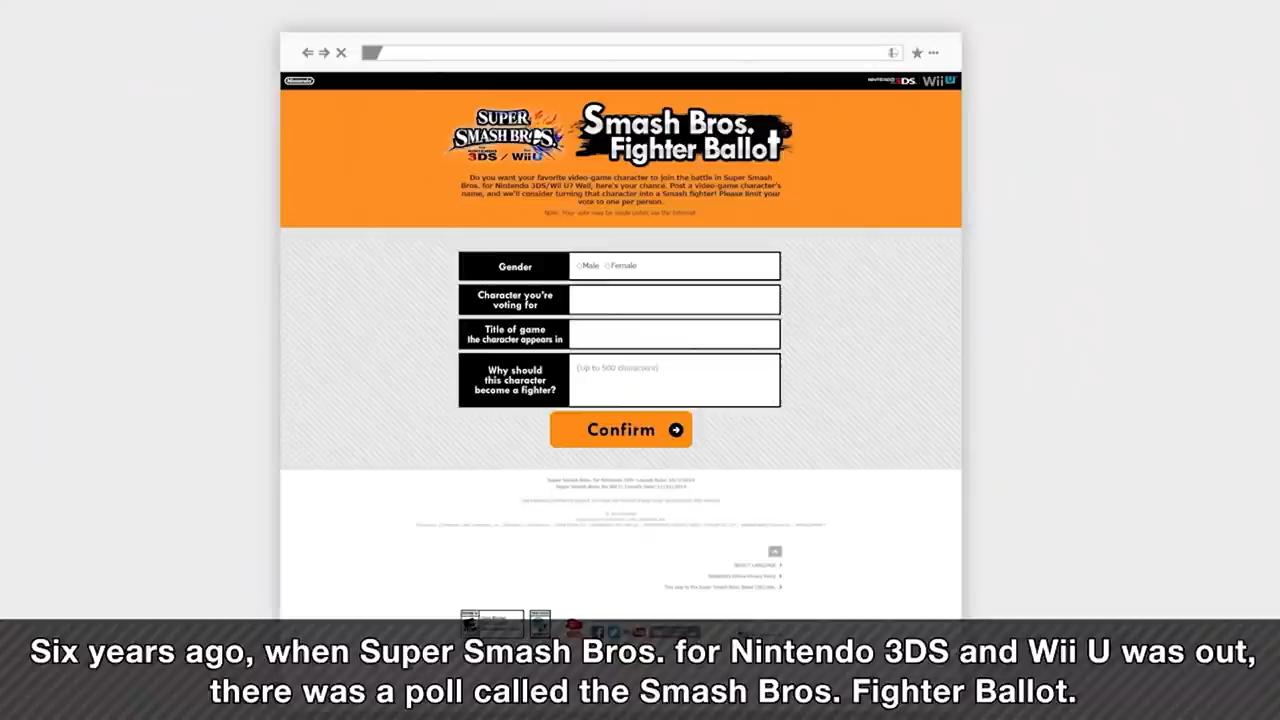 Nintendo
NINTENDO 3DS WiiU
SUPER
SMASH BROS.
3DS / WiiU
Smash Bros.
Fighter Ballot
Do you want your favorite video-game character to join the battle in Super Smash
Bros. for Nintendo 3DS/Wii U? Well, here's your chance. Post a video-game character's
name, and we'll consider turning that character into a Smash fighter! Please limit your
vote to one per person.
Gender
Male Female
Character you're
voting for
Title of game
the character appears in
Why should
this character
become a fighter?
(Up to 500 characters)
Confirm
SELECT LANGUAGE
Six years ago, when Super Smash Bros. for Nintendo 3DS and Wii U was out,
there was a poll called the Smash Bros. Fighter Ballot.